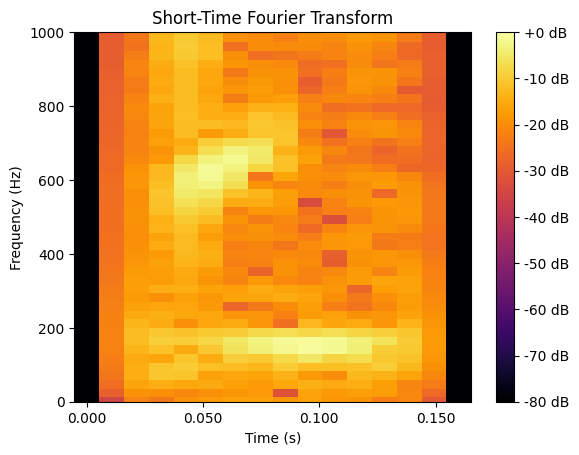 Short-Time Fourier Transform
1000
800
600
400
200
0
Frequency (Hz)
0.000
0.050
0.100
0.150
Time (s)
+0 dB
-10 dB
-20 dB
-30 dB
-40 dB
-50 dB
-60 dB
-70 dB
-80 dB